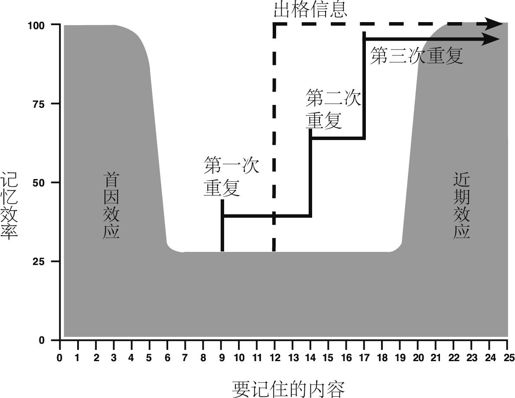 出格信息
第三次重复
第二次
重复
第一次
重复
首因效应
近期效应
记忆效率
100
75
50
25
0
0 1 2 3 4 5 6 7 8 9 10 11 12 13 14 15 16 17 18 19 20 21 22 23 24 25
要记住的内容